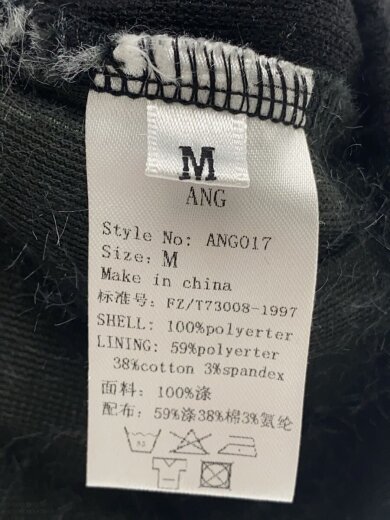 M
ANG
Style No: ANG017
Size: M
Make in china
标准号: FZ/T73008-1997
SHELL: 100%polyerter
LINING: 59%polyerter
38%cotton 3%spandex
面料: 100%涤
配布: 59%涤38%棉3%氨纶